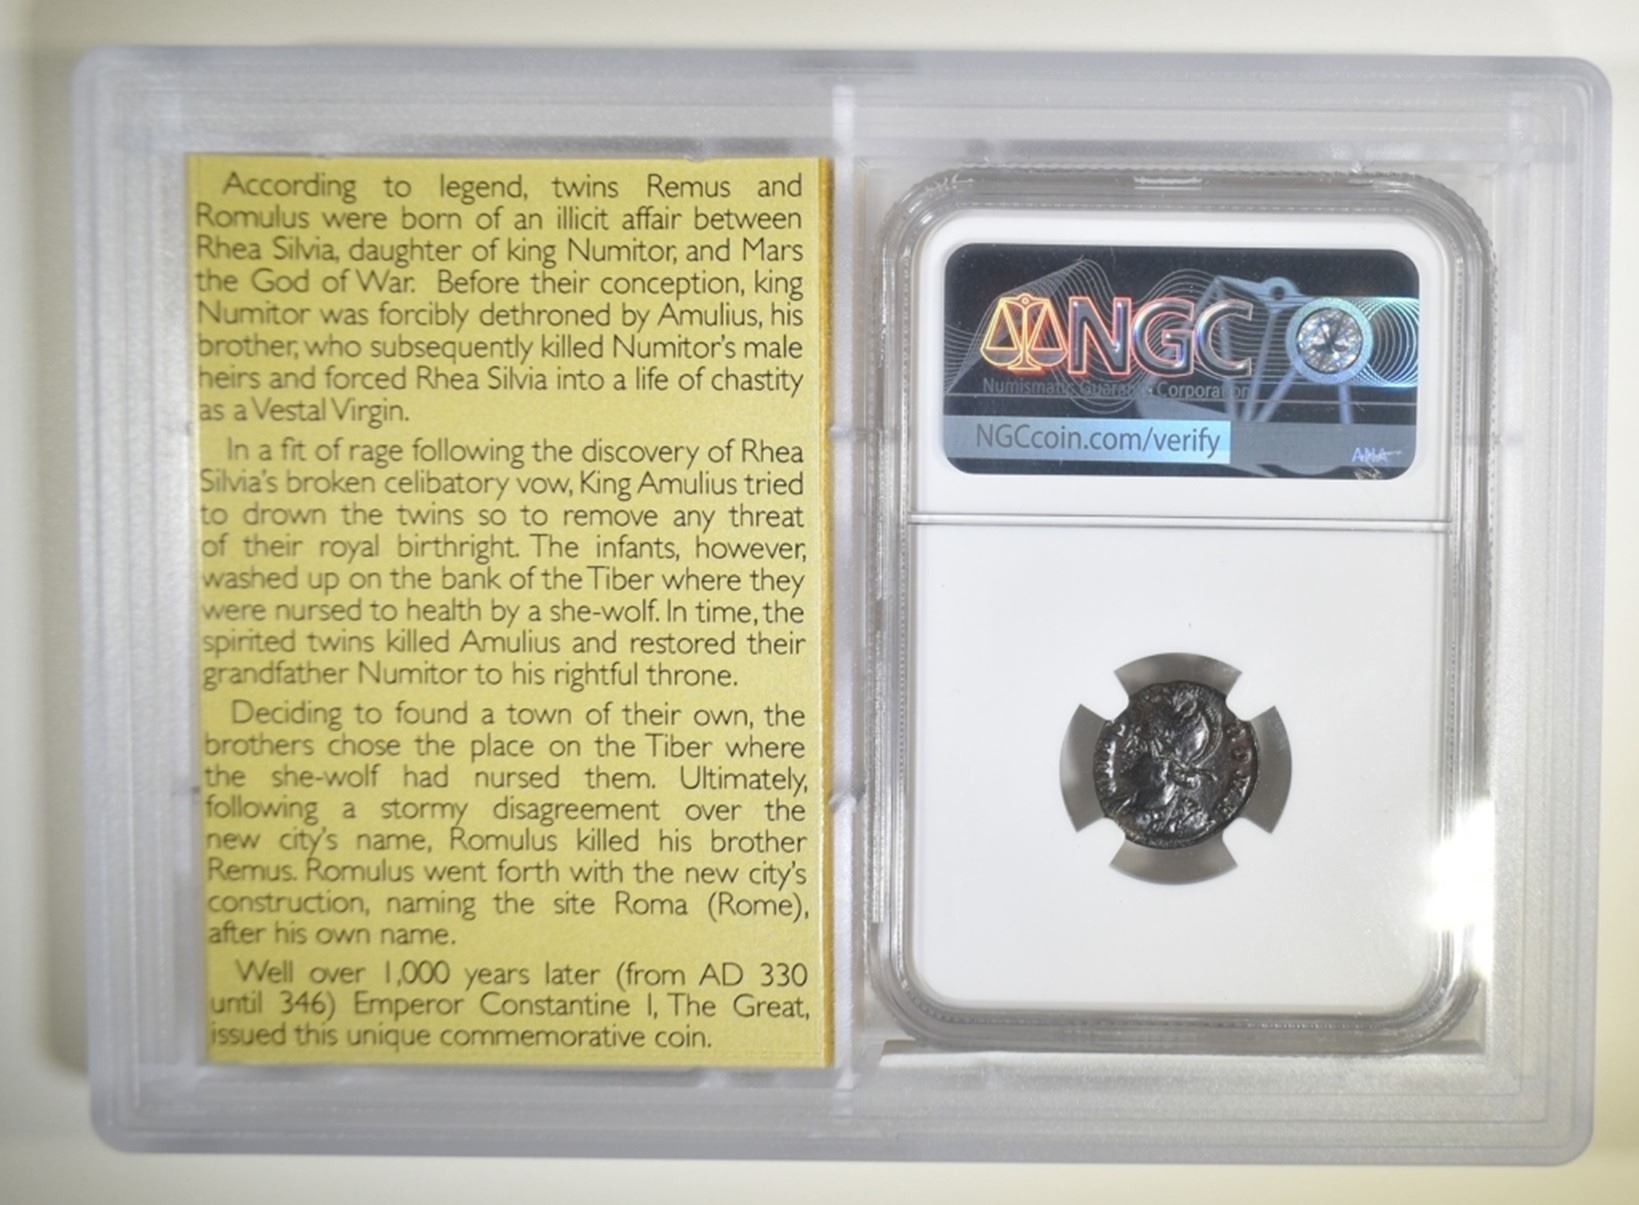 According to legend, twins Remus and
Romulus were born of an illicit affair between
Rhea Silvia, daughter of king Numitor, and Mars
the God of War. Before their conception, king
Numitor was forcibly dethroned by Amulius, his
brother, who subsequently killed Numitor's male
heirs and forced Rhea Silvia into a life of chastity
as a Vestal Virgin.
In a fit of rage following the discovery of Rhea
Silvia's broken celibatory vow, King Amulius tried
to drown the twins so to remove any threat
of their royal birthright. The infants, however,
washed up on the bank of the Tiber where they
were nursed to health by a she-wolf. In time, the
spirited twins killed Amulius and restored their
grandfather Numitor to his rightful throne.
Deciding to found a town of their own, the
brothers chose the place on the Tiber where
the she-wolf had nursed them. Ultimately,
following a stormy disagreement over the
new city's name, Romulus killed his brother
Remus. Romulus went forth with the new city's
construction, naming the site Roma (Rome),
after his own name.
Well over 1,000 years later (from AD 330
until 346) Emperor Constantine I, The Great,
issued this unique commemorative coin.
NGC
Numismatic Guaranty Corporation
NGCcoin.com/verify